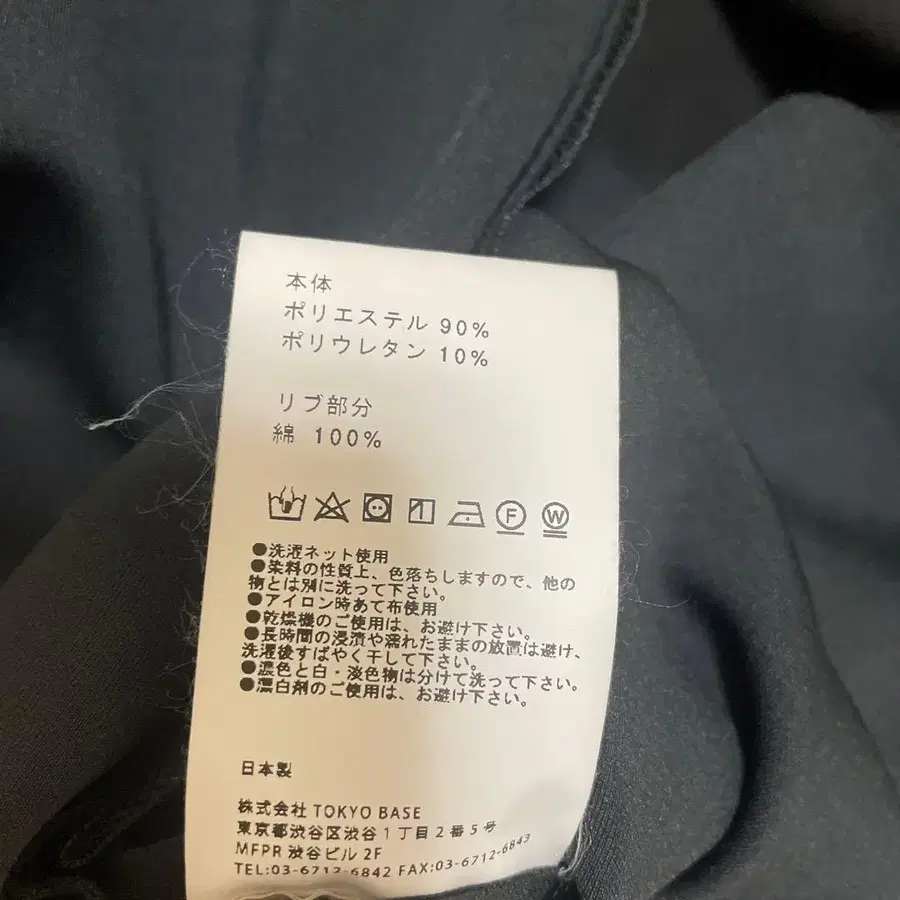 本体
ポリエステル 90%
ポリウレタン 10%
リブ部分
綿 100%
F W
●洗濯ネット使用
●染料の性質上、色落ちしますので、他の
物とは別に洗って下さい。
●アイロン時あて布使用
●乾燥機のご使用は、お避け下さい。
●長時間の浸漬や濡れたままの放置は避け、
洗濯後すばやく干して下さい。
●濃色と白・淡色物は分けて洗って下さい。
●漂白剤のご使用は、お避け下さい。
日本製
株式会社 TOKYO BASE
東京都渋谷区渋谷1丁目2番5号
MFPR 渋谷ビル 2F
TEL:03-6712-6842 FAX:03-6712-6843